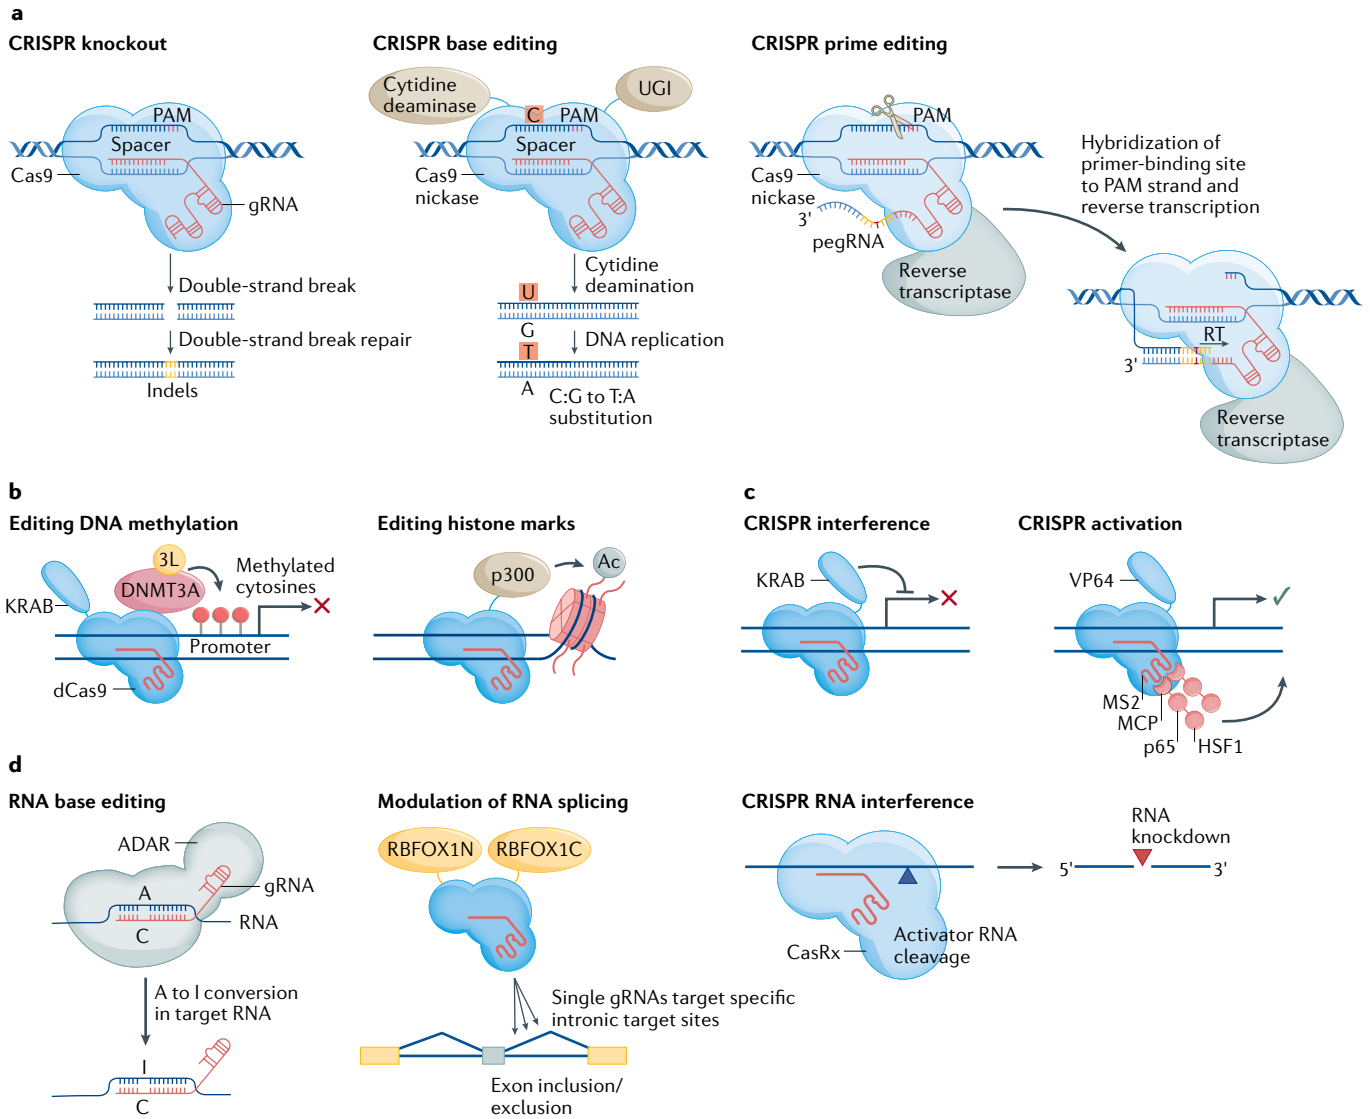 a
CRISPR knockout
PAM
Spacer
Cas9
gRNA
Double-strand break
Double-strand break repair
Indels
CRISPR base editing
Cytidine
deaminase
UGI
C
PAM
Spacer
Cas9
nickase
Cytidine
deamination
U
G
DNA replication
T
A
C:G to T:A
substitution
CRISPR prime editing
PAM
Cas9
nickase
3'
pegRNA
Reverse
transcriptase
Hybridization of
primer-binding site
to PAM strand and
reverse transcription
RT
3'
Reverse
transcriptase
b
Editing DNA methylation
3L
DNMT3A
Methylated
cytosines
KRAB
Promoter
dCas9
Editing histone marks
p300
Ac
c
CRISPR interference
KRAB
CRISPR activation
VP64
MS2
MCP
p65
HSF1
d
RNA base editing
ADAR
gRNA
A
C
RNA
A to I conversion
in target RNA
I
C
Modulation of RNA splicing
RBFOX1N
RBFOX1C
Single gRNAs target specific
intronic target sites
Exon inclusion/
exclusion
CRISPR RNA interference
CasRx
Activator RNA
cleavage
RNA
knockdown
5'
3'